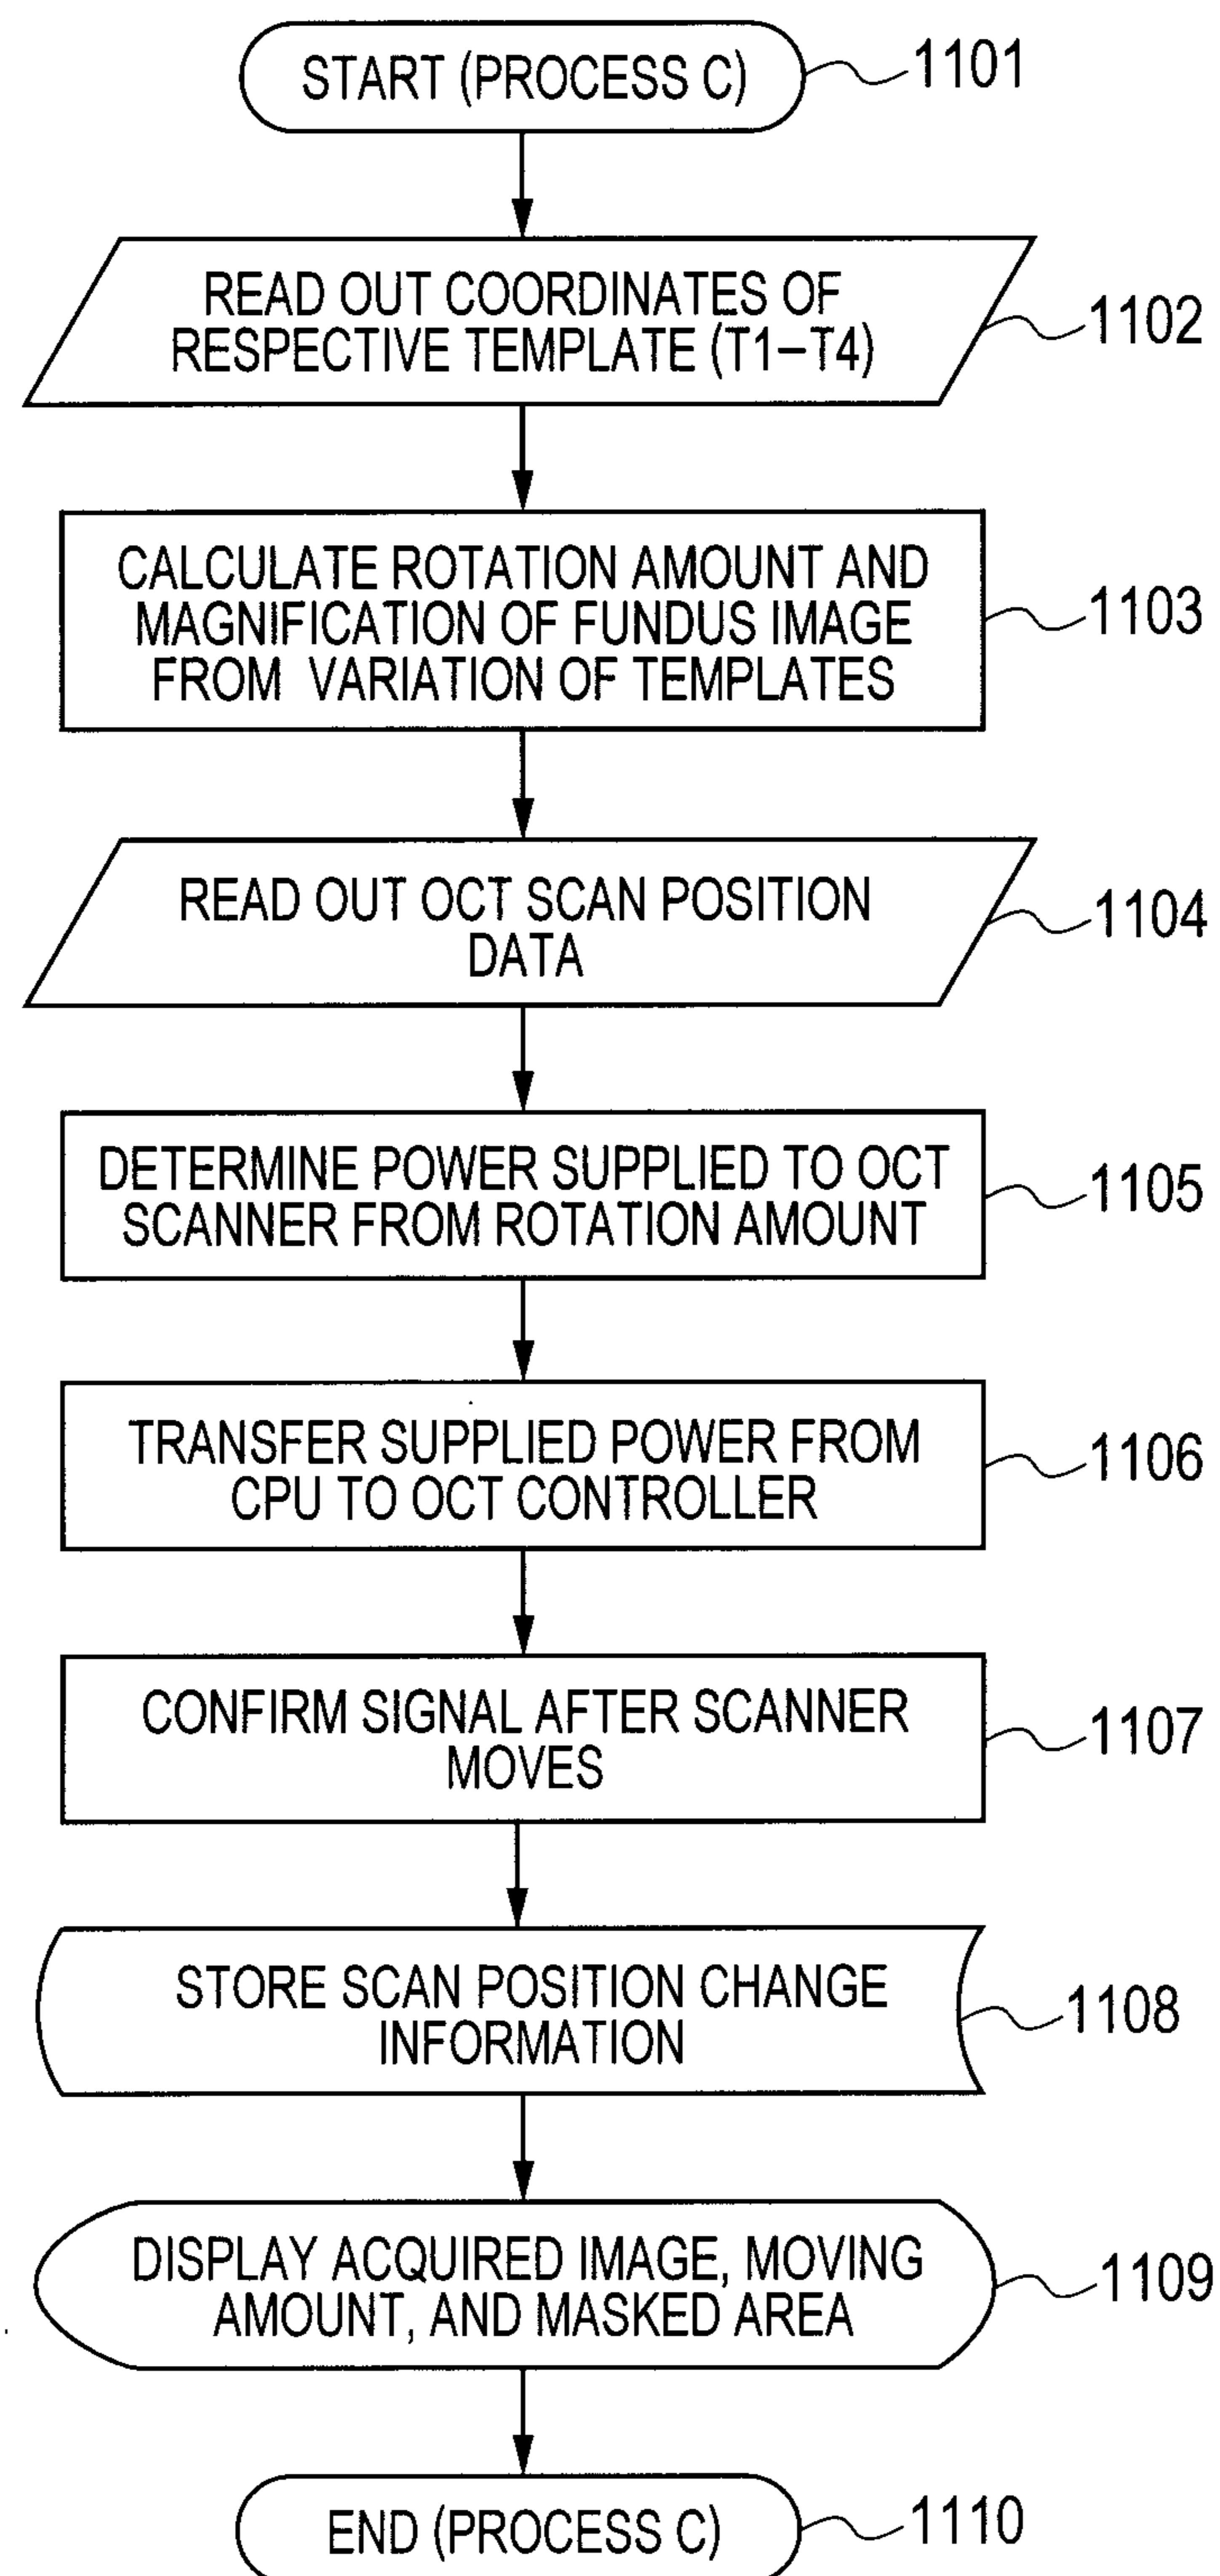 START (PROCESS C)
1101
READ OUT COORDINATES OF
RESPECTIVE TEMPLATE (T1–T4)
1102
CALCULATE ROTATION AMOUNT AND
MAGNIFICATION OF FUNDUS IMAGE
FROM VARIATION OF TEMPLATES
1103
READ OUT OCT SCAN POSITION
DATA
1104
DETERMINE POWER SUPPLIED TO OCT
SCANNER FROM ROTATION AMOUNT
1105
TRANSFER SUPPLIED POWER FROM
CPU TO OCT CONTROLLER
1106
CONFIRM SIGNAL AFTER SCANNER
MOVES
1107
STORE SCAN POSITION CHANGE
INFORMATION
1108
DISPLAY ACQUIRED IMAGE, MOVING
AMOUNT, AND MASKED AREA
1109
END (PROCESS C)
1110